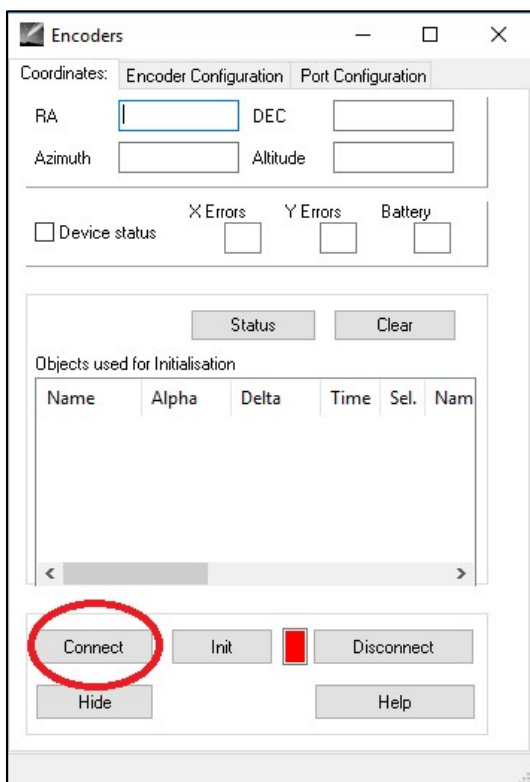 Encoders
Coordinates: Encoder Configuration Port Configuration
RA DEC
Azimuth Altitude
X Errors Y Errors Battery
Device status
Status Clear
Objects used for Initialisation
Name Alpha Delta Time Sel. Nam
Connect Init Disconnect
Hide Help